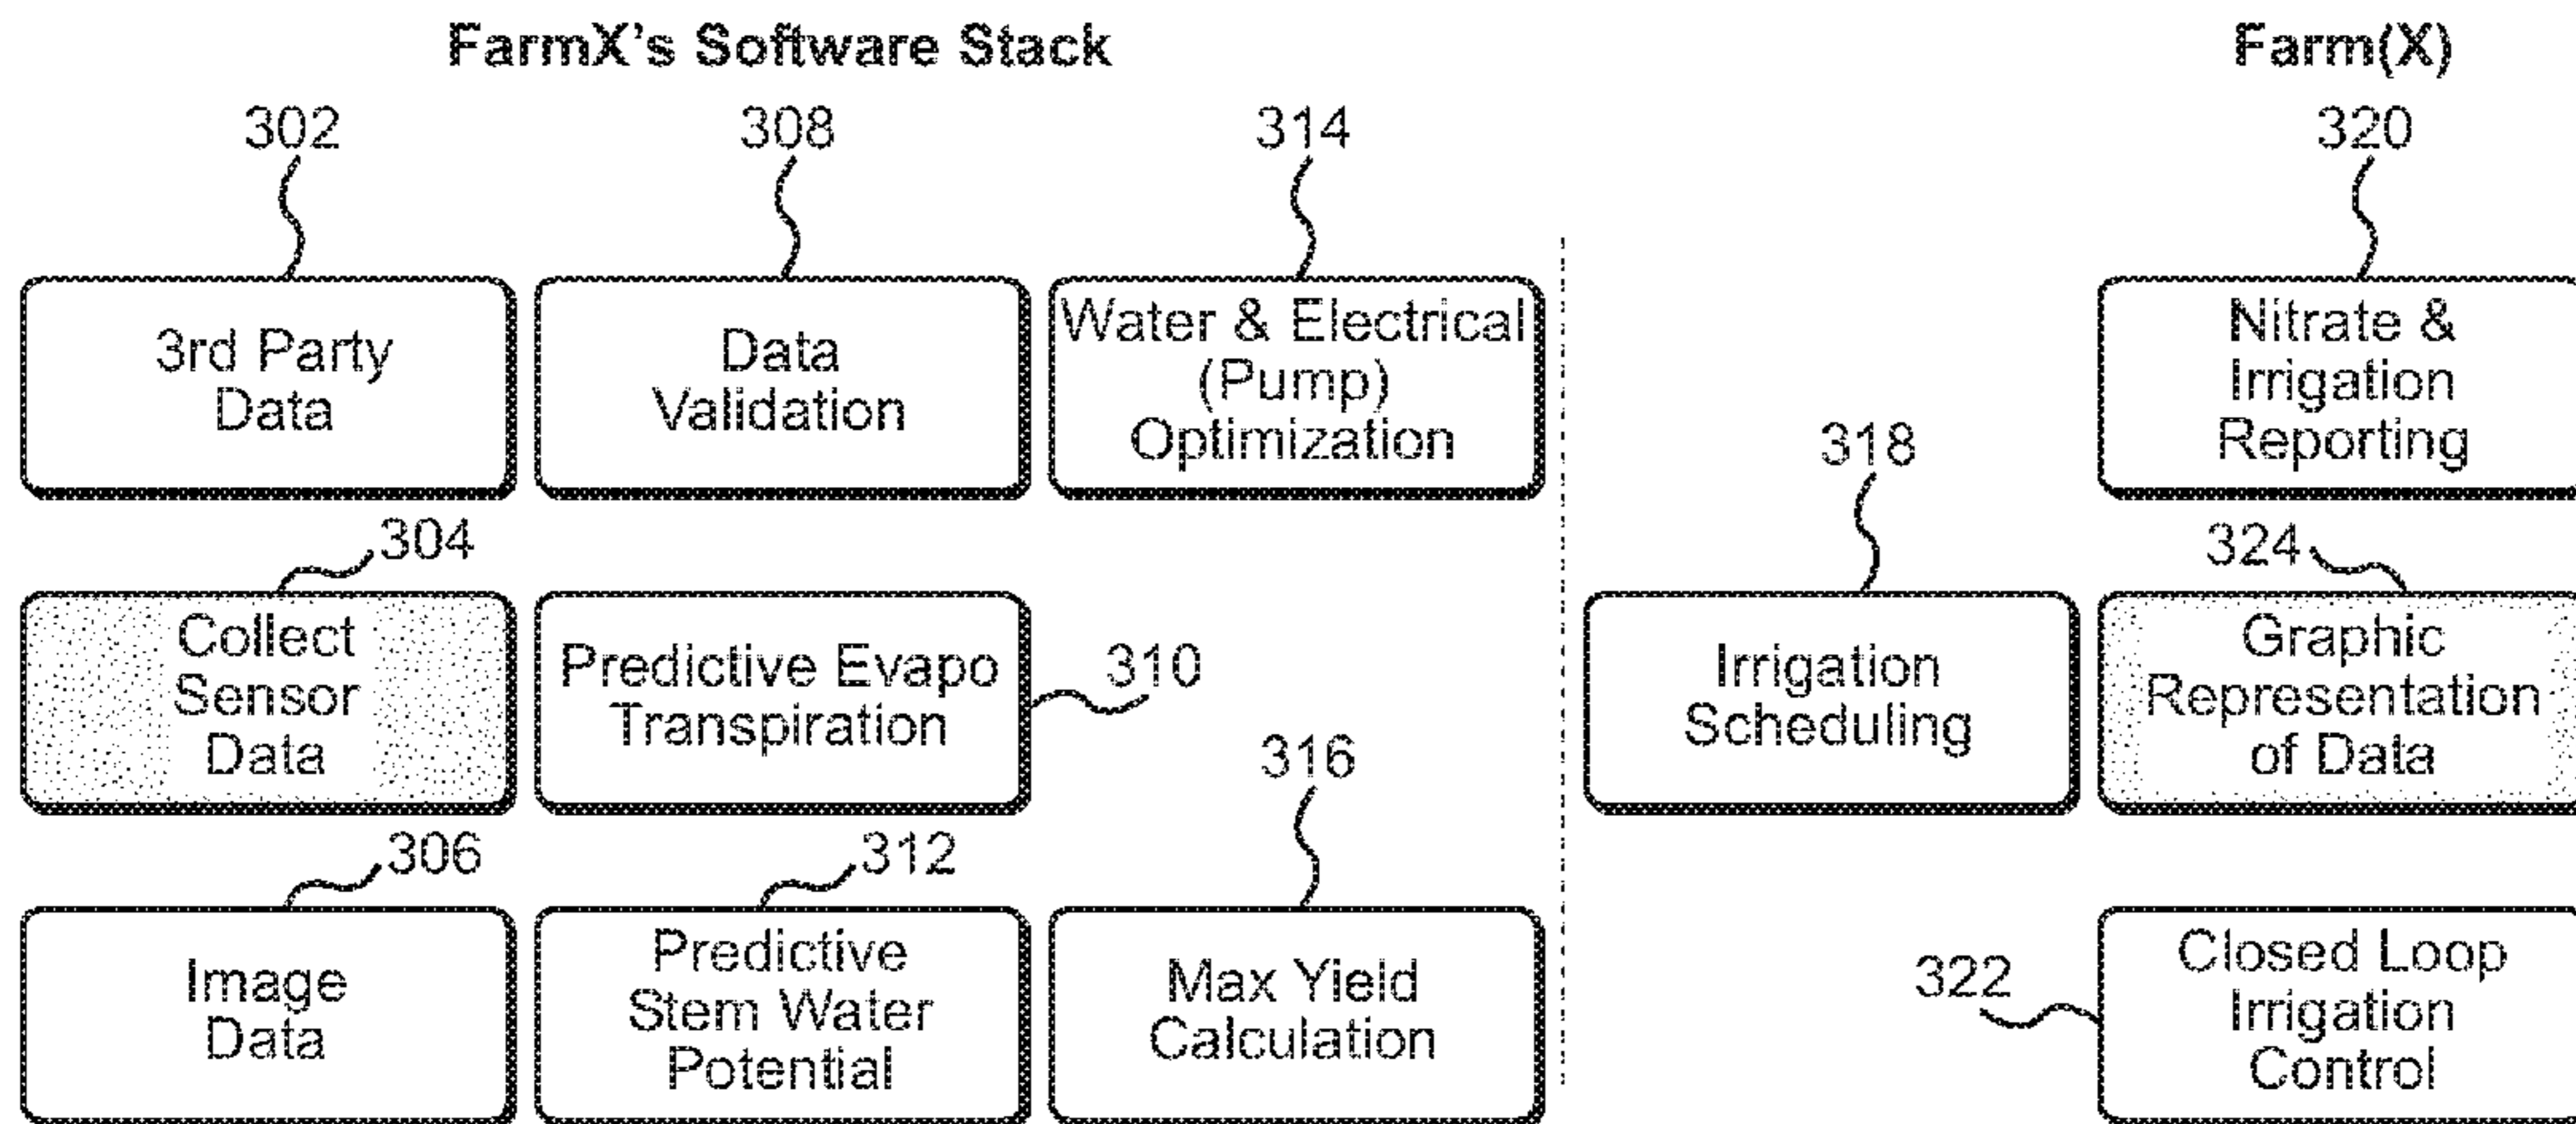 FarmX's Software Stack
Farm(X)
302
308
314
320
3rd Party
Data
Data
Validation
Water & Electrical
(Pump)
Optimization
318
Nitrate &
Irrigation
Reporting
304
324
Collect
Sensor
Data
Predictive Evapo
Transpiration
310
316
Irrigation
Scheduling
Graphic
Representation
of Data
306
312
Image
Data
Predictive
Stem Water
Potential
Max Yield
Calculation
322
Closed Loop
Irrigation
Control